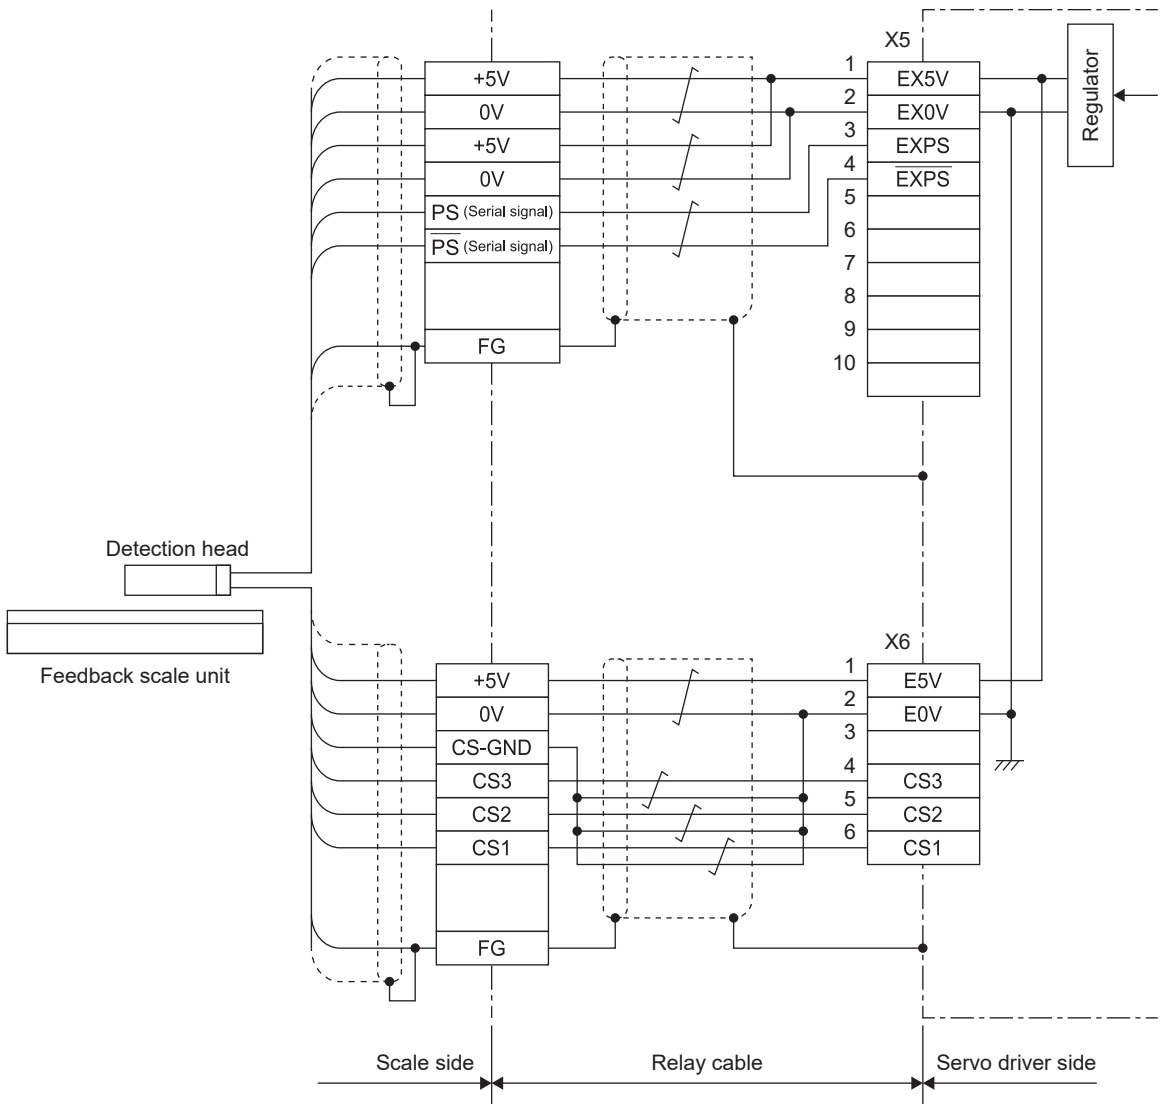 X5
+5V
0V
+5V
0V
PS (Serial signal)
P̅S̅ (Serial signal)
FG
1
2
3
4
5
6
7
8
9
10
EX5V
EX0V
EXPS
E̅X̅P̅S̅
Regulator
Detection head
Feedback scale unit
X6
+5V
0V
CS-GND
CS3
CS2
CS1
FG
1
2
3
4
5
6
E5V
E0V
CS3
CS2
CS1
Scale side
Relay cable
Servo driver side